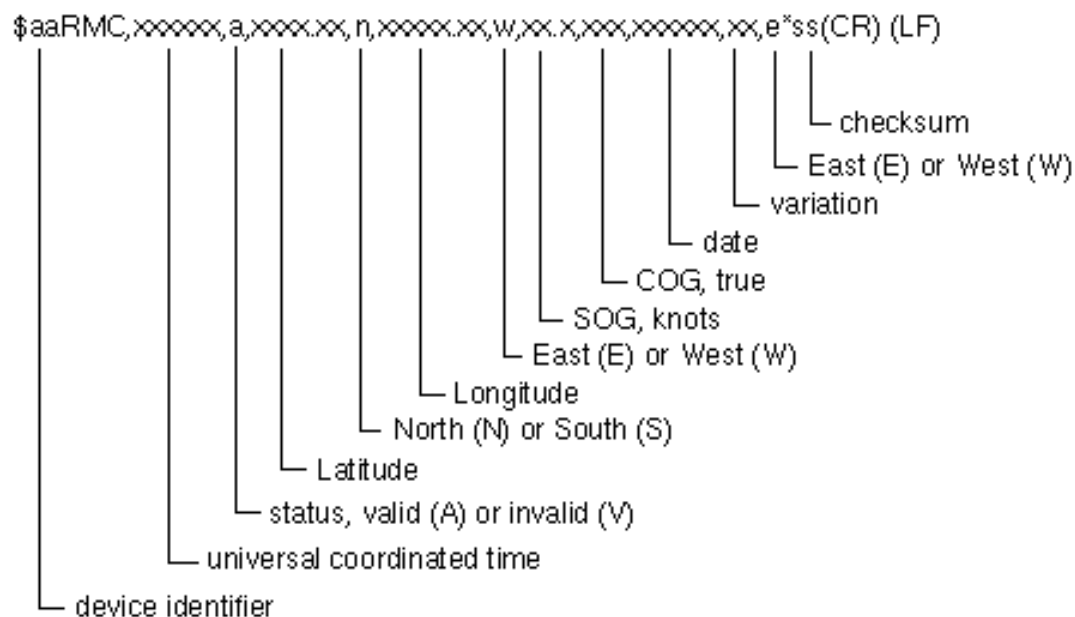 $aaRMC,xxxxxx,a,xxxx.xx,n,xxxxx.xx,w,xx.x,xxx,xxxxxx,xx,e*ss(CR) (LF)
checksum
East (E) or West (W)
variation
date
COG, true
SOG, knots
East (E) or West (W)
Longitude
North (N) or South (S)
Latitude
status, valid (A) or invalid (V)
universal coordinated time
device identifier